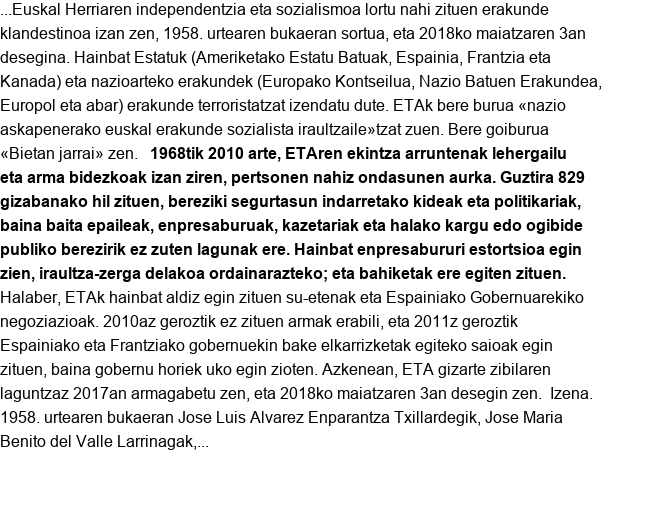 ...Euskal Herriaren independentzia eta sozialismoa lortu nahi zituen erakunde
klandestinoa izan zen, 1958. urtearen bukaeran sortua, eta 2018ko maiatzaren 3an
desegina. Hainbat Estatuk (Ameriketako Estatu Batuak, Espainia, Frantzia eta
Kanada) eta nazioarteko erakundek (Europako Kontseilua, Nazio Batuen Erakundea,
Europol eta abar) erakunde terroristatzat izendatu dute. ETAk bere burua «nazio
askapenerako euskal erakunde sozialista iraultzaile»tzat zuen. Bere goiburua
«Bietan jarrai» zen.   1968tik 2010 arte, ETAren ekintza arruntenak lehergailu
eta arma bidezkoak izan ziren, pertsonen nahiz ondasunen aurka. Guztira 829
gizabanako hil zituen, bereziki segurtasun indarretako kideak eta politikariak,
baina baita epaileak, enpresaburuak, kazetariak eta halako kargu edo ogibide
publiko berezirik ez zuten lagunak ere. Hainbat enpresabururi estortsioa egin
zien, iraultza-zerga delakoa ordainarazteko; eta bahiketak ere egiten zituen.
Halaber, ETAk hainbat aldiz egin zituen su-etenak eta Espainiako Gobernuarekiko
negoziazioak. 2010az geroztik ez zituen armak erabili, eta 2011z geroztik
Espainiako eta Frantziako gobernuekin bake elkarrizketak egiteko saioak egin
zituen, baina gobernu horiek uko egin zioten. Azkenean, ETA gizarte zibilaren
laguntzaz 2017an armagabetu zen, eta 2018ko maiatzaren 3an desegin zen.  Izena.
1958. urtearen bukaeran Jose Luis Alvarez Enparantza Txillardegik, Jose Maria
Benito del Valle Larrinagak,...